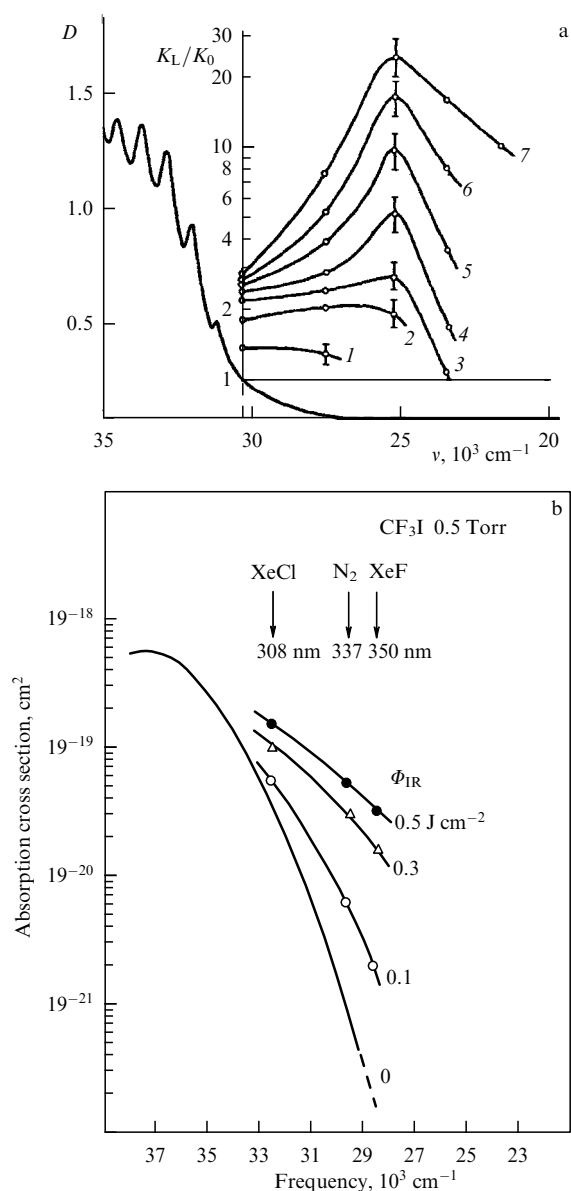 D
K_L/K_0
a
30
20
10
8
6
4
2
1
1.5
1.0
0.5
7
6
5
4
3
2
1
35
30
25
20
ν, 10³ cm⁻¹
b
CF₃I 0.5 Torr
XeCl N₂ XeF
308 nm 337 350 nm
19⁻¹⁸
19⁻¹⁹
19⁻²⁰
19⁻²¹
Absorption cross section, cm²
Φ_IR
0.5 J cm⁻²
0.3
0.1
0
37 33 29 25 23
Frequency, 10³ cm⁻¹